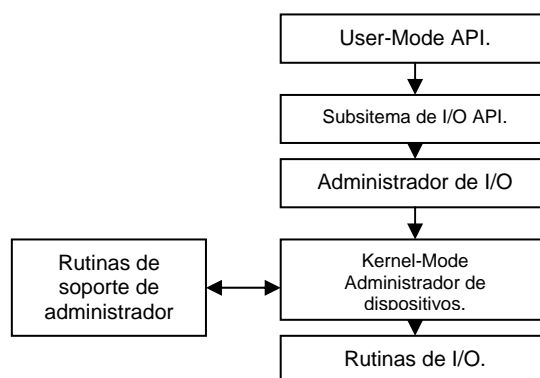 User-Mode API.
Subsitema de I/O API.
Administrador de I/O
Rutinas de
soporte de
administrador
Kernel-Mode
Administrador de
dispositivos.
Rutinas de I/O.